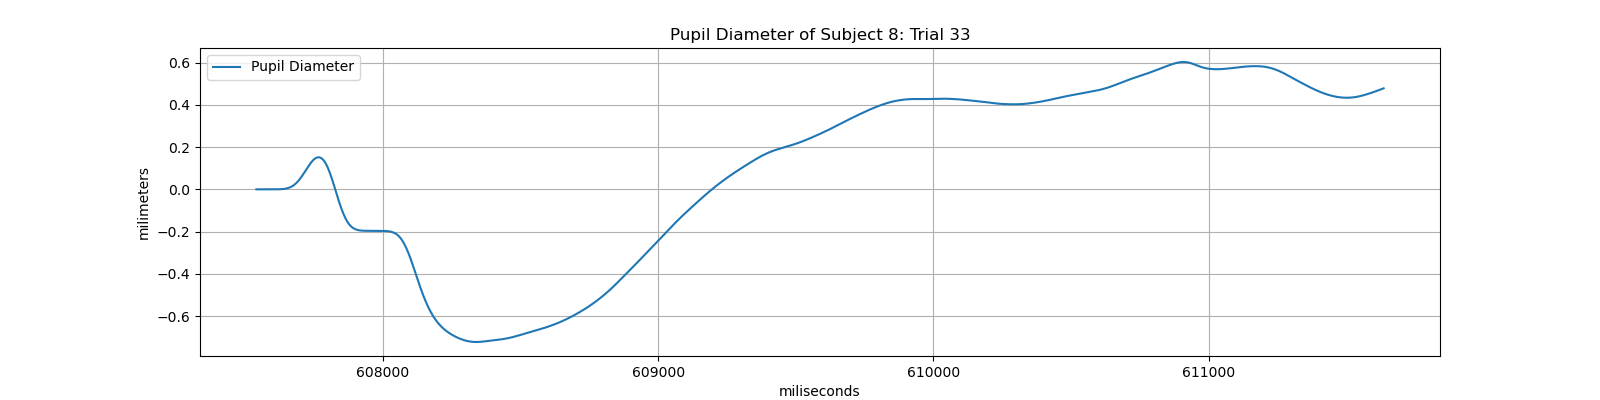 Pupil Diameter of Subject 8: Trial 33
Pupil Diameter
milimeters
0.6
0.4
0.2
0.0
−0.2
−0.4
−0.6
608000 609000 610000 611000
miliseconds